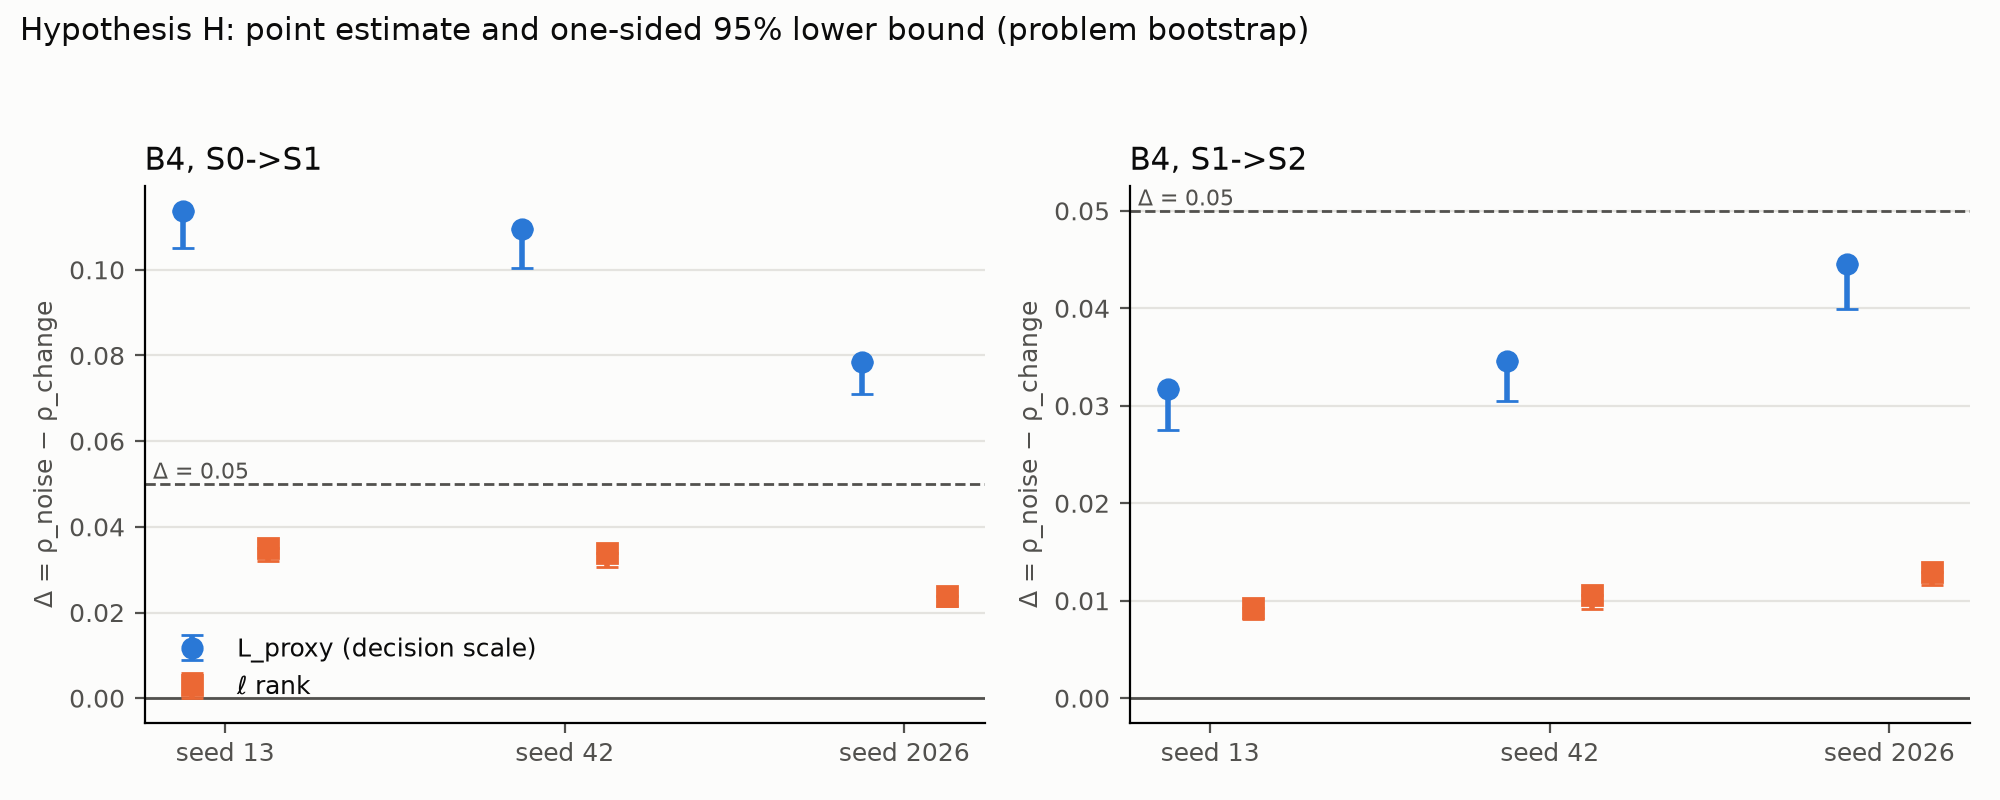 Hypothesis H: point estimate and one-sided 95% lower bound (problem bootstrap)
B4, S0->S1
Δ = ρ_noise − ρ_change
0.10
0.08
0.06
0.04
0.02
0.00
Δ = 0.05
L_proxy (decision scale)
ℓ rank
seed 13
seed 42
seed 2026
B4, S1->S2
Δ = ρ_noise − ρ_change
Δ = 0.05
0.05
0.04
0.03
0.02
0.01
0.00
seed 13
seed 42
seed 2026